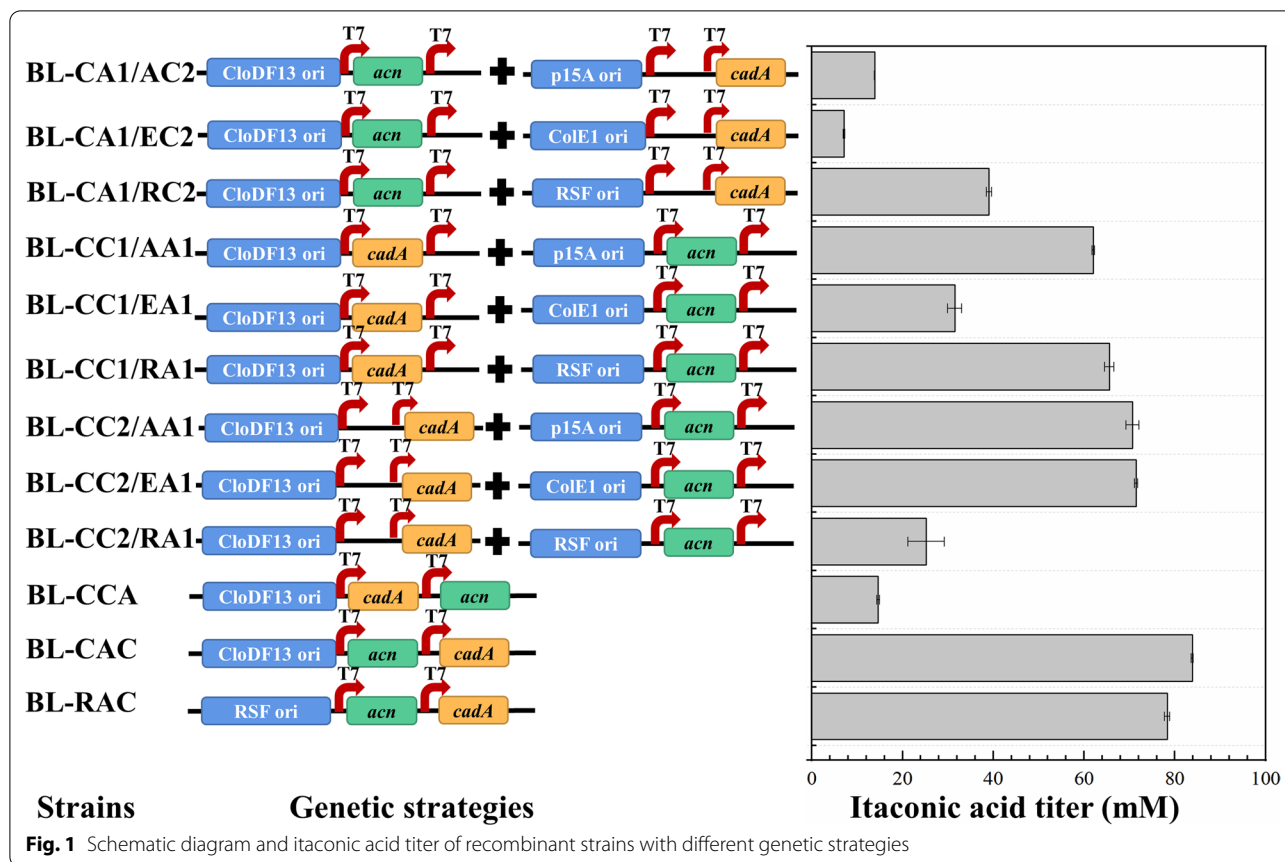 T7 T7 T7 T7
BL-CA1/AC2 CloDF13 ori acn + p15A ori cadA
T7 T7 T7 T7
BL-CA1/EC2 CloDF13 ori acn + ColE1 ori cadA
T7 T7 T7 T7
BL-CA1/RC2 CloDF13 ori acn + RSF ori cadA
T7 T7 T7 T7
BL-CC1/AA1 CloDF13 ori cadA + p15A ori acn
T7 T7 T7 T7
BL-CC1/EA1 CloDF13 ori cadA + ColE1 ori acn
T7 T7 T7 T7
BL-CC1/RA1 CloDF13 ori cadA + RSF ori acn
T7 T7 T7 T7
BL-CC2/AA1 CloDF13 ori cadA + p15A ori acn
T7 T7 T7 T7
BL-CC2/EA1 CloDF13 ori cadA + ColE1 ori acn
T7 T7 T7 T7
BL-CC2/RA1 CloDF13 ori cadA + RSF ori acn
T7 T7
BL-CCA CloDF13 ori cadA acn
T7 T7
BL-CAC CloDF13 ori acn cadA
T7 T7
BL-RAC RSF ori acn cadA
0 20 40 60 80 100
Strains Genetic strategies Itaconic acid titer (mM)
Fig. 1 Schematic diagram and itaconic acid titer of recombinant strains with different genetic strategies